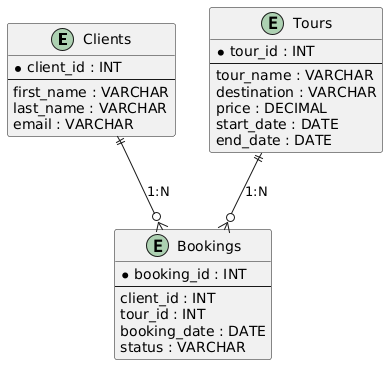 E Clients
* client_id : INT
first_name : VARCHAR
last_name : VARCHAR
email : VARCHAR
E Tours
* tour_id : INT
tour_name : VARCHAR
destination : VARCHAR
price : DECIMAL
start_date : DATE
end_date : DATE
1:N
1:N
E Bookings
* booking_id : INT
client_id : INT
tour_id : INT
booking_date : DATE
status : VARCHAR